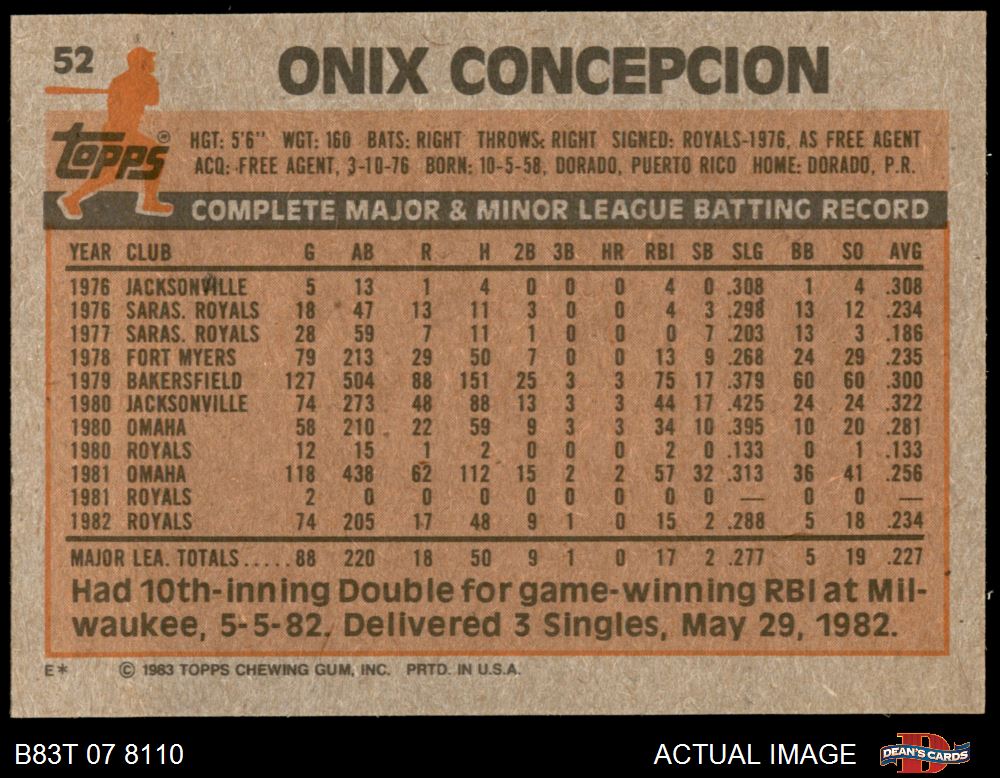 52
ONIX CONCEPCION
topps®
HGT: 5'6" WGT: 160 BATS: RIGHT THROWS: RIGHT SIGNED: ROYALS-1976, AS FREE AGENT
ACQ: FREE AGENT, 3-10-76 BORN: 10-5-58, DORADO, PUERTO RICO HOME: DORADO, P.R.
COMPLETE MAJOR & MINOR LEAGUE BATTING RECORD
YEAR CLUB G AB R H 2B 3B HR RBI SB SLG BB SO AVG
1976 JACKSONVILLE 5 13 1 4 0 0 0 4 0 .308 1 4 .308
1976 SARAS. ROYALS 18 47 13 11 3 0 0 4 3 .298 13 12 .234
1977 SARAS. ROYALS 28 59 7 11 1 0 0 0 7 .203 13 3 .186
1978 FORT MYERS 79 213 29 50 7 0 0 13 9 .268 24 29 .235
1979 BAKERSFIELD 127 504 88 151 25 3 3 75 17 .379 60 60 .300
1980 JACKSONVILLE 74 273 48 88 13 3 3 44 17 .425 24 24 .322
1980 OMAHA 58 210 22 59 9 3 3 34 10 .395 10 20 .281
1980 ROYALS 12 15 1 2 0 0 0 2 0 .133 0 1 .133
1981 OMAHA 118 438 62 112 15 2 2 57 32 .313 36 41 .256
1981 ROYALS 2 0 0 0 0 0 0 0 0 — 0 0 —
1982 ROYALS 74 205 17 48 9 1 0 15 2 .288 5 18 .234
MAJOR LEA. TOTALS.....88 220 18 50 9 1 0 17 2 .277 5 19 .227
Had 10th-inning Double for game-winning RBI at Mil-
waukee, 5-5-82. Delivered 3 Singles, May 29, 1982.
E* © 1983 TOPPS CHEWING GUM, INC. PRTD. IN U.S.A.
B83T 07 8110 ACTUAL IMAGE DEAN'S CARDS